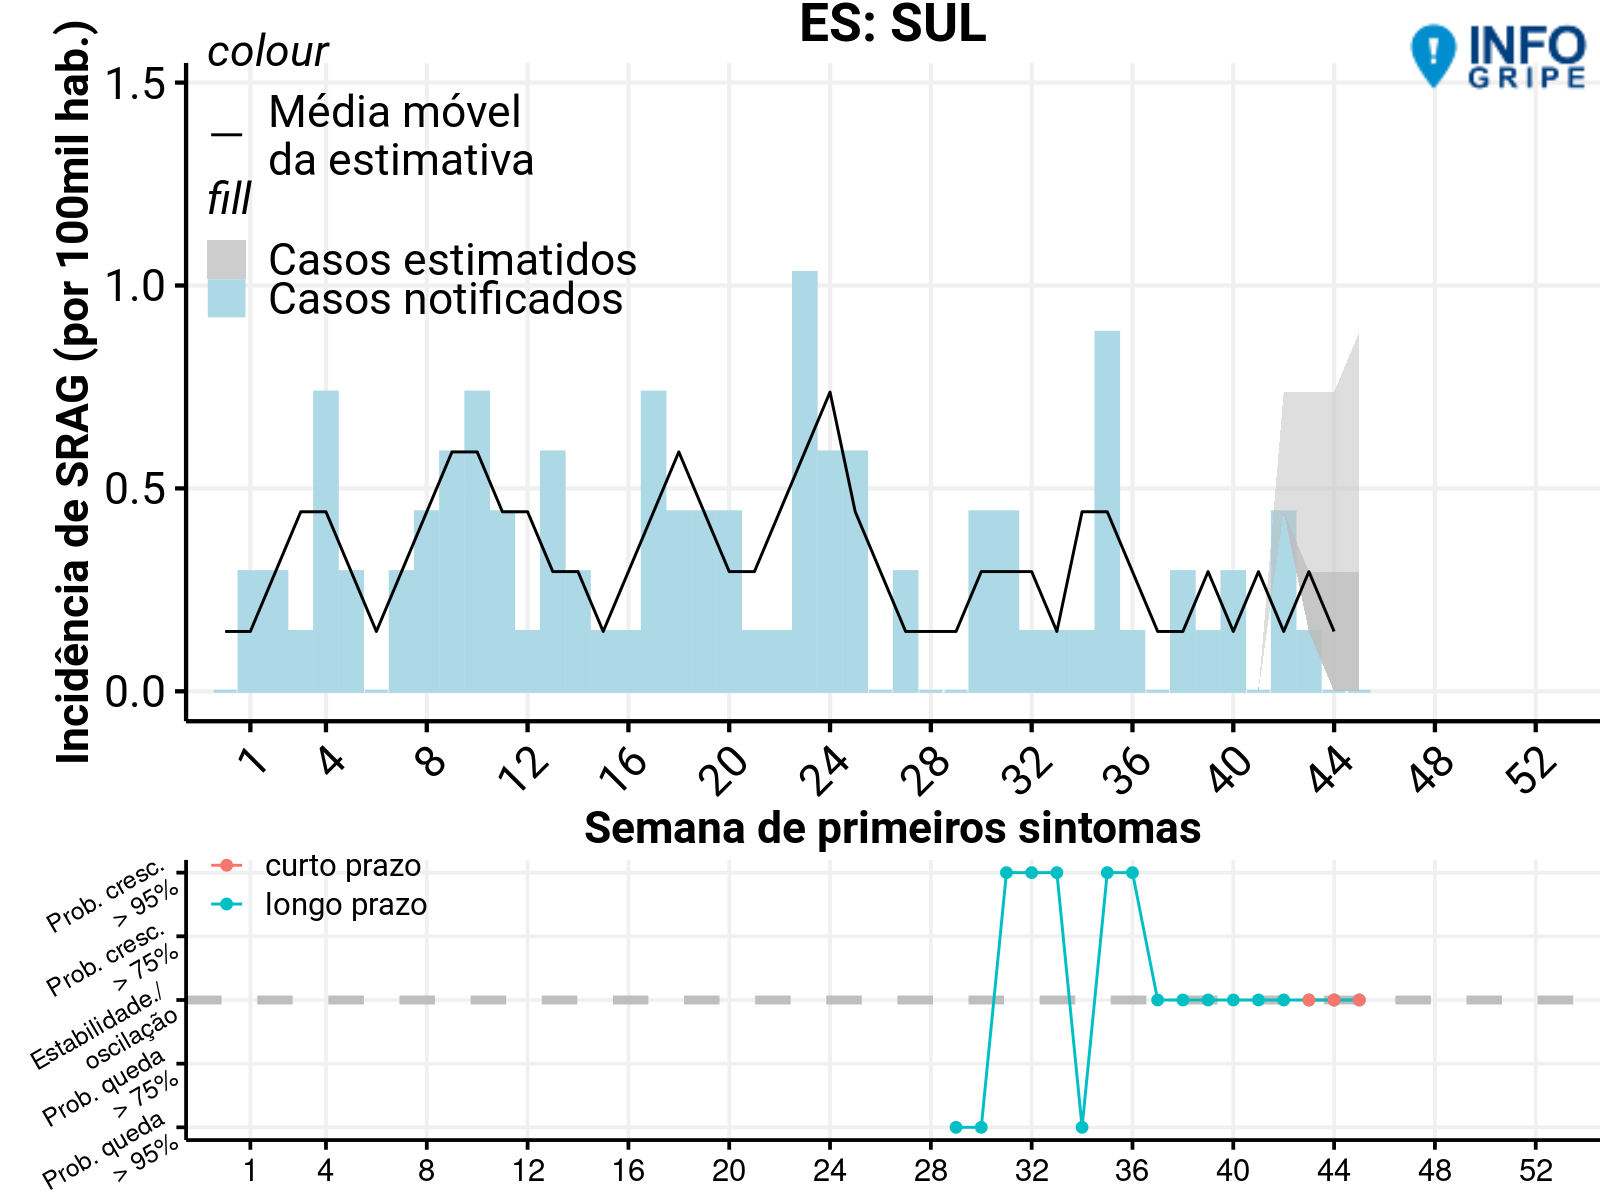 ES: SUL
INFO
GRIPE
Incidência de SRAG (por 100mil hab.)
1.5
1.0
0.5
0.0
colour
Média móvel
da estimativa
fill
Casos estimatidos
Casos notificados
1 4 8 12 16 20 24 28 32 36 40 44 48 52
Semana de primeiros sintomas
curto prazo
longo prazo
Prob. cresc.
> 95%
Prob. cresc.
> 75%
Estabilidade./
oscilação
Prob. queda
> 75%
Prob. queda
> 95%
1 4 8 12 16 20 24 28 32 36 40 44 48 52